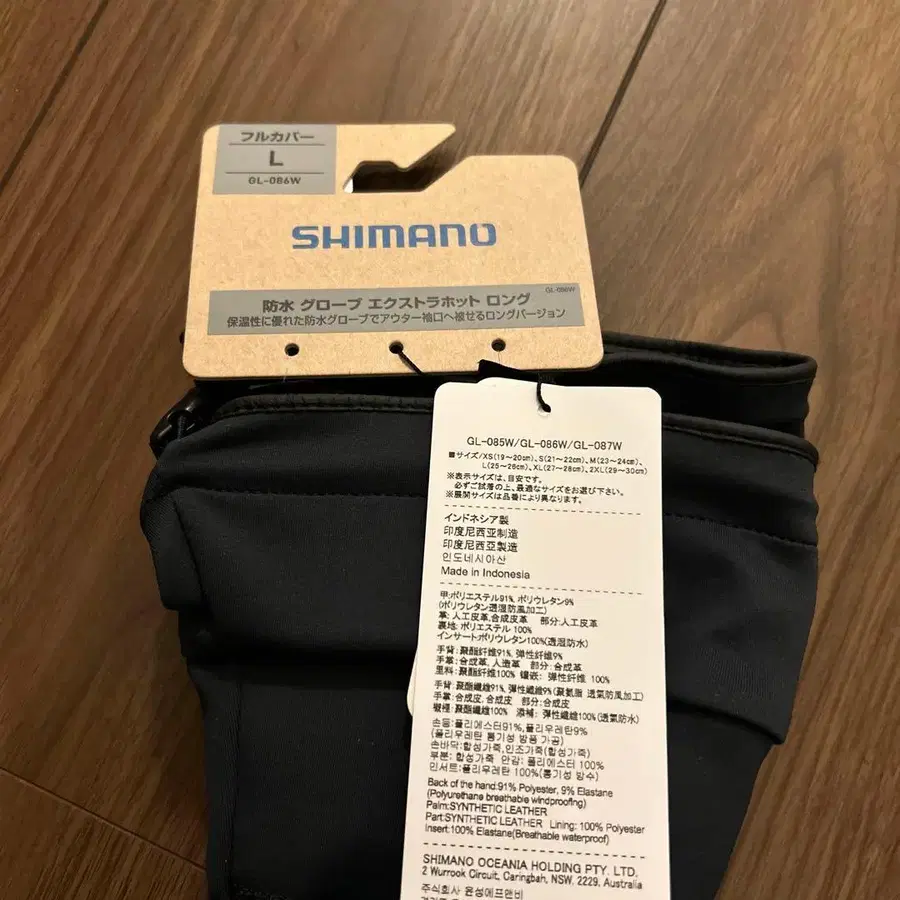 フルカバー
L
GL-086W
SHIMANO
GL-086W
防水 グローブ エクストラホット ロング
保温性に優れた防水グローブでアウター袖口へ被せるロングバージョン
GL-085W/GL-086W/GL-087W
■サイズ/XS(19～20cm)、S(21～22cm)、M(23～24cm)、
L(25～26cm)、XL(27～28cm)、2XL(29～30cm)
※表示サイズは、目安です。
必ずご試着の上、最適なサイズをお選び下さい。
※展開サイズは品番により異なります。
インドネシア製
印度尼西亚制造
印度尼西亞製造
인도네시아산
Made in Indonesia
甲:ポリエステル91%, ポリウレタン9%
(ポリウレタン透湿防風加工)
掌: 人工皮革,合成皮革 部分:人工皮革
裏地: ポリエステル 100%
インサート:ポリウレタン100%(透湿防水)
手背: 聚酯纤维91%, 弹性纤维9%
手掌:合成革, 人造革 部分:合成革
里料:聚酯纤维100% 镶嵌: 弹性纤维 100%
手背: 聚酯纖維91%, 彈性纖維9%(聚氨脂 透氣防風加工)
手掌:合成皮, 合成皮 部分:合成皮
襯裡:聚酯纖維100% 添補: 彈性纖維100%(透氣防水)
손등:폴리에스터91%,폴리우레탄9%
(폴리우레탄 통기성 방풍 가공)
손바닥:합성가죽,인조가죽(합성가죽)
부분: 합성가죽 안감: 폴리에스터 100%
인서트:폴리우레탄 100%(통기성 방수)
Back of the hand:91% Polyester, 9% Elastane
(Polyurethane breathable windproofing)
Palm:SYNTHETIC LEATHER
Part:SYNTHETIC LEATHER Lining: 100% Polyester
Insert:100% Elastane(Breathable waterproof)
SHIMANO OCEANIA HOLDING PTY. LTD.
2 Wurrook Circuit, Caringbah, NSW, 2229, Australia
주식회사 윤성에프앤비